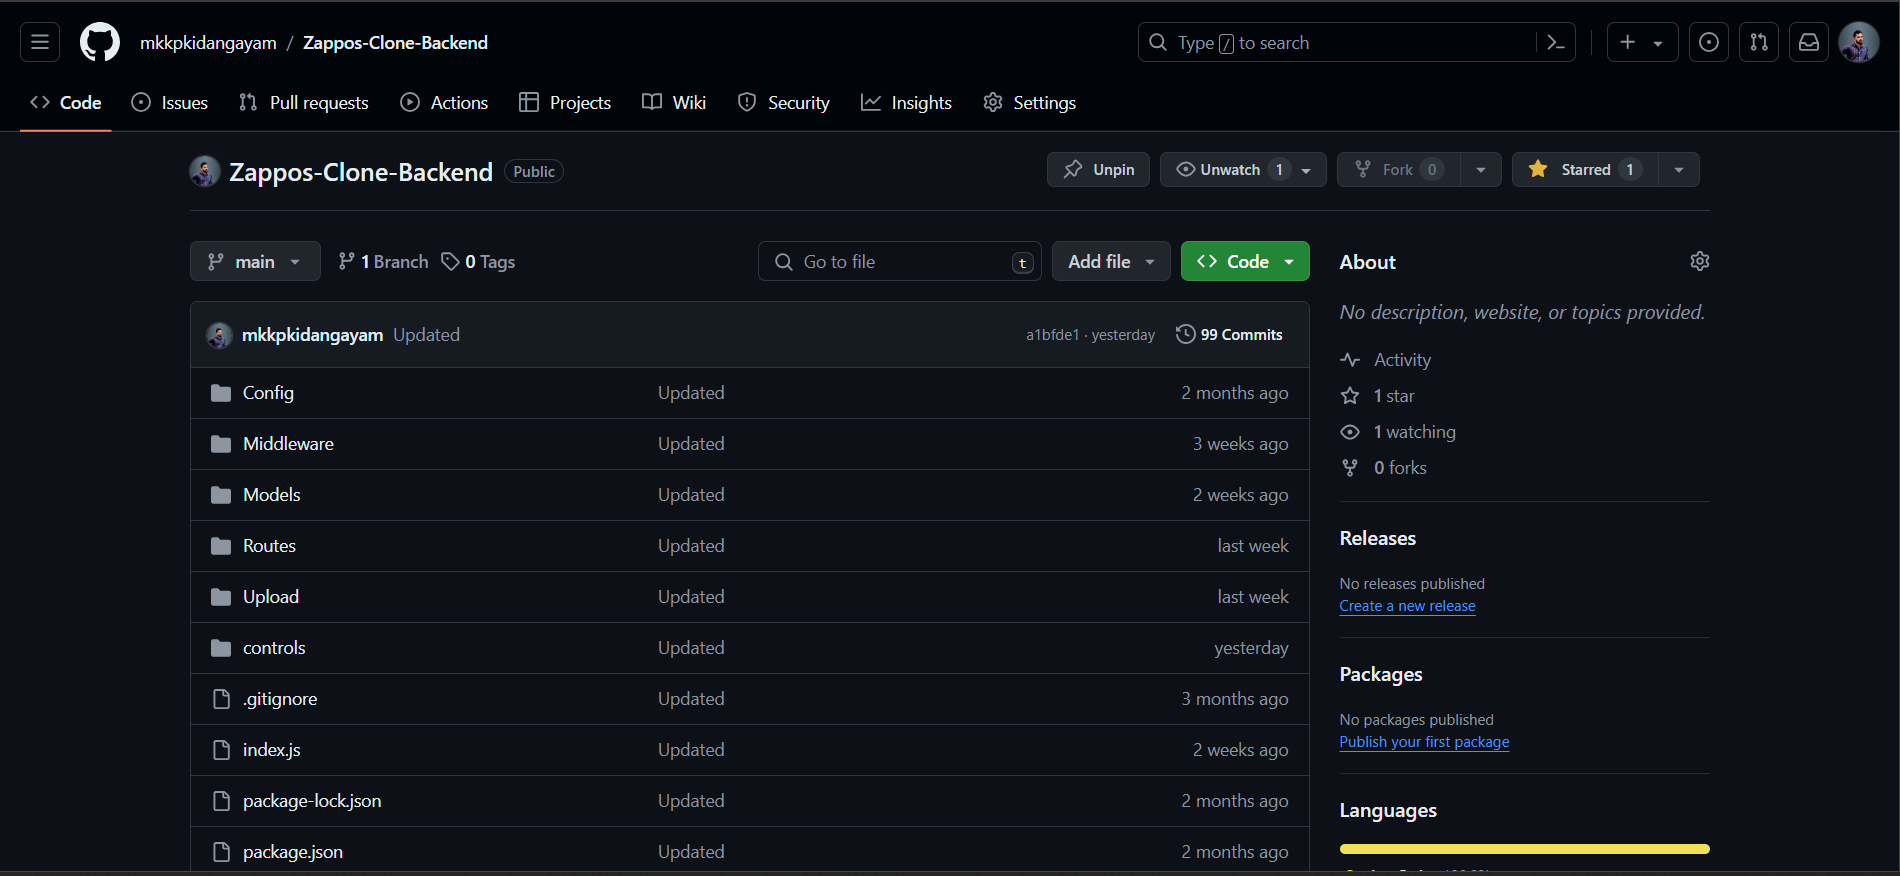 mkkpkidangayam / Zappos-Clone-Backend
Type / to search
Code Issues Pull requests Actions Projects Wiki Security Insights Settings
Zappos-Clone-Backend Public
Unpin Unwatch 1 Fork 0 Starred 1
main 1 Branch 0 Tags
Go to file t Add file Code
mkkpkidangayam Updated a1bfde1 · yesterday 99 Commits
Config Updated 2 months ago
Middleware Updated 3 weeks ago
Models Updated 2 weeks ago
Routes Updated last week
Upload Updated last week
controls Updated yesterday
.gitignore Updated 3 months ago
index.js Updated 2 weeks ago
package-lock.json Updated 2 months ago
package.json Updated 2 months ago
About
No description, website, or topics provided.
Activity
1 star
1 watching
0 forks
Releases
No releases published
Create a new release
Packages
No packages published
Publish your first package
Languages